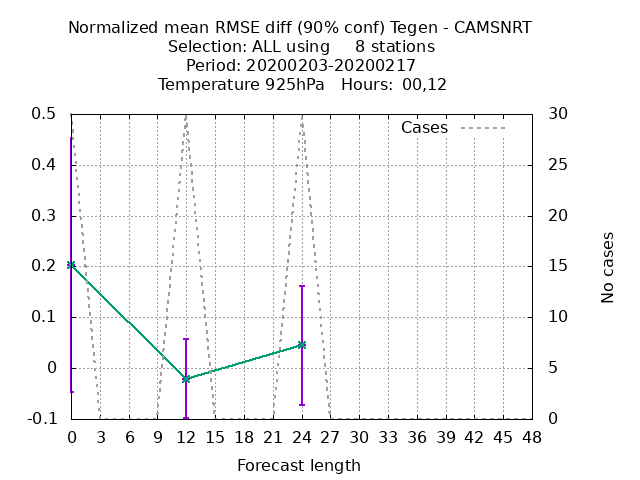 Normalized mean RMSE diff (90% conf) Tegen - CAMSNRT
Selection: ALL using     8 stations
Period: 20200203-20200217
Temperature 925hPa   Hours: 00,12
Cases
0.5
0.4
0.3
0.2
0.1
0
-0.1
30
25
20
15
10
5
0
No cases
0 3 6 9 12 15 18 21 24 27 30 33 36 39 42 45 48
Forecast length